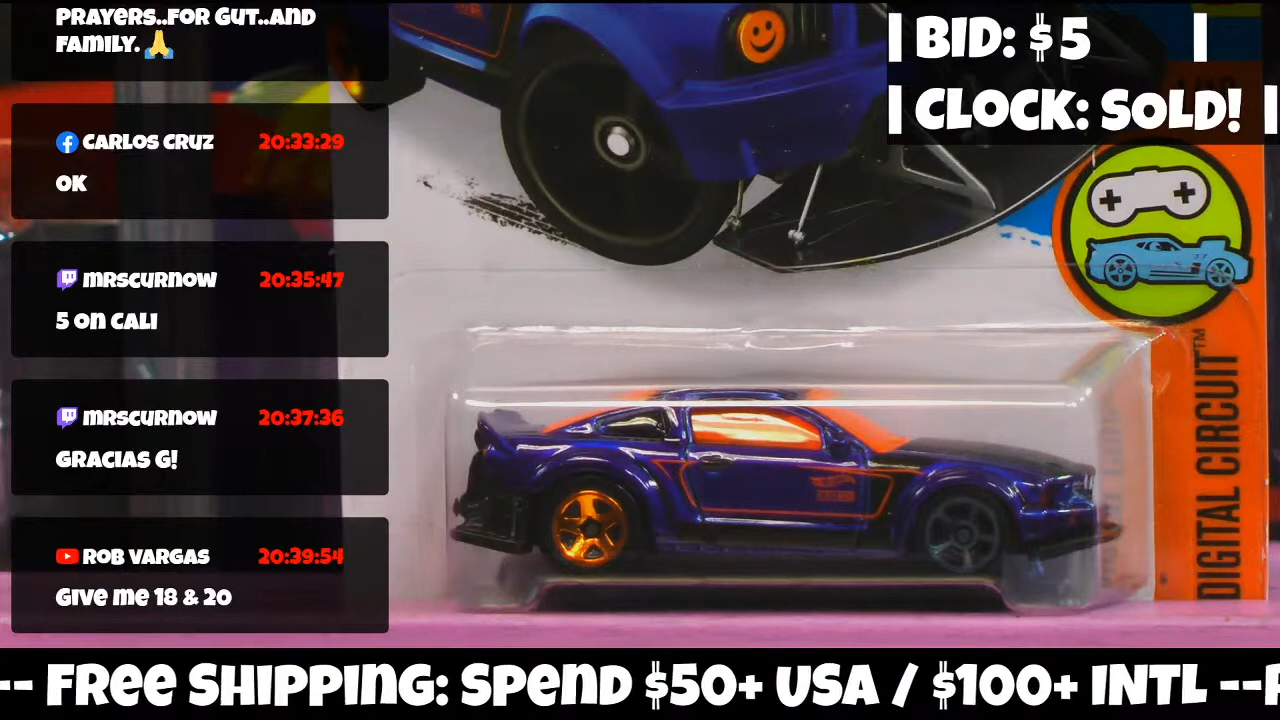 PRAYERS..FOR GUT..AND
FAMILY. 🙏
CARLOS CRUZ 20:33:29
OK
MRSCURNOW 20:35:47
5 ON CALI
MRSCURNOW 20:37:36
GRACIAS G!
ROB VARGAS 20:39:54
Give me 18 & 20
| BID: $5 |
| CLOCK: SOLD! |
DIGITAL CIRCUIT™
-- Free Shipping: Spend $50+ USA / $100+ INTL --